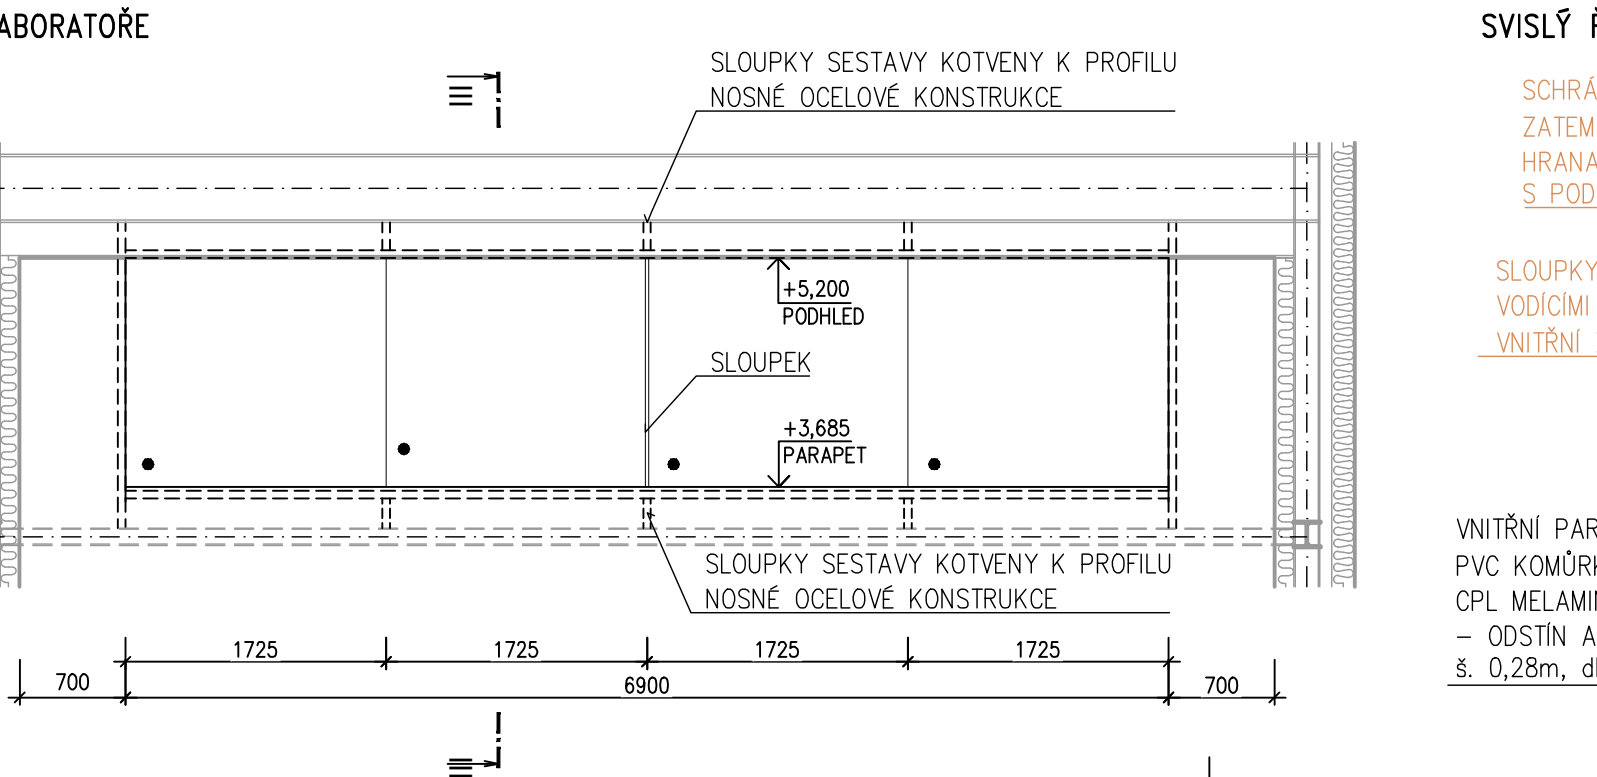 ABORATOŘE
SLOUPKY SESTAVY KOTVENY K PROFILU
NOSNÉ OCELOVÉ KONSTRUKCE
+5,200
PODHLED
SLOUPEK
+3,685
PARAPET
SLOUPKY SESTAVY KOTVENY K PROFILU
NOSNÉ OCELOVÉ KONSTRUKCE
1725 1725 1725 1725
700 6900 700
SVISLÝ Ř
SCHRÁ
ZATEM
HRANA
S POD
SLOUPKY
VODÍCÍMI
VNITŘNÍ
VNITŘNÍ PAR
PVC KOMŮRK
CPL MELAMIN
– ODSTÍN A
š. 0,28m, dl